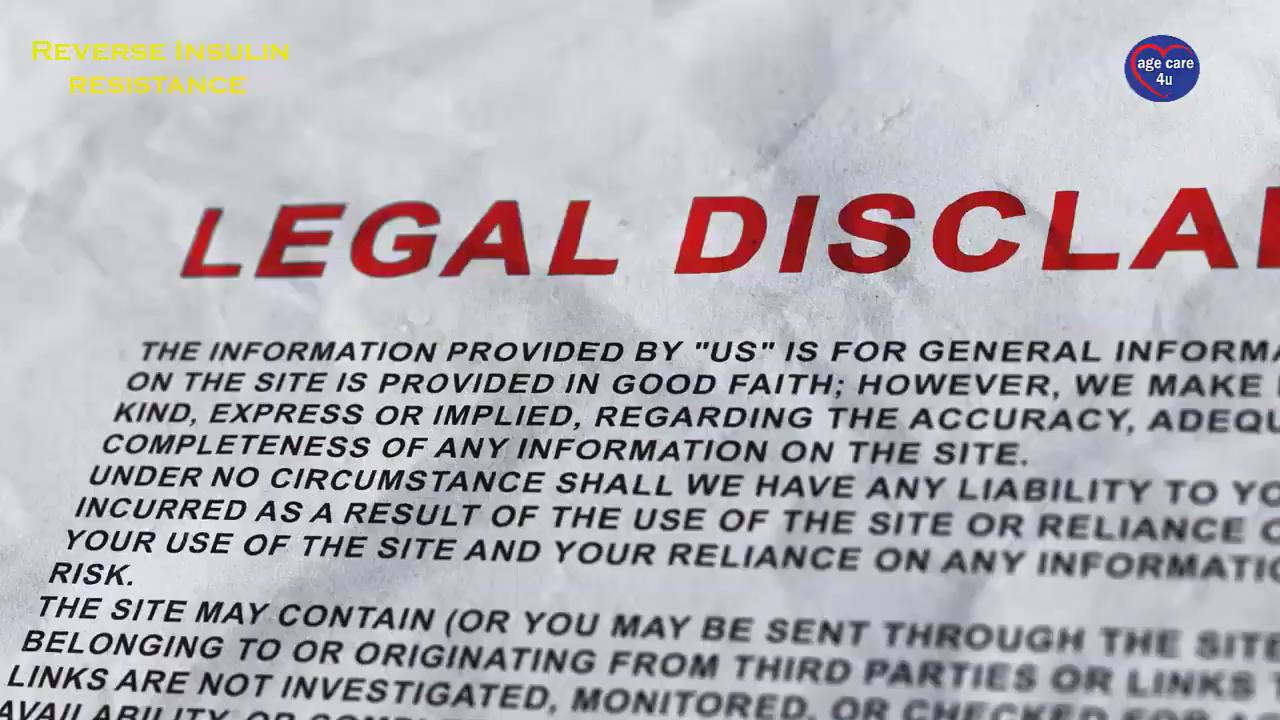 REVERSE INSULIN
RESISTANCE
age care
4u
LEGAL DISCLAI
THE INFORMATION PROVIDED BY "US" IS FOR GENERAL INFORMA
ON THE SITE IS PROVIDED IN GOOD FAITH; HOWEVER, WE MAKE
KIND, EXPRESS OR IMPLIED, REGARDING THE ACCURACY, ADEQU
COMPLETENESS OF ANY INFORMATION ON THE SITE.
UNDER NO CIRCUMSTANCE SHALL WE HAVE ANY LIABILITY TO YO
INCURRED AS A RESULT OF THE USE OF THE SITE OR RELIANCE O
YOUR USE OF THE SITE AND YOUR RELIANCE ON ANY INFORMATIO
RISK.
THE SITE MAY CONTAIN (OR YOU MAY BE SENT THROUGH THE SITE
BELONGING TO OR ORIGINATING FROM THIRD PARTIES OR LINKS
LINKS ARE NOT INVESTIGATED, MONITORED, OR CHECKED FOR
AVAILABILITY, OR